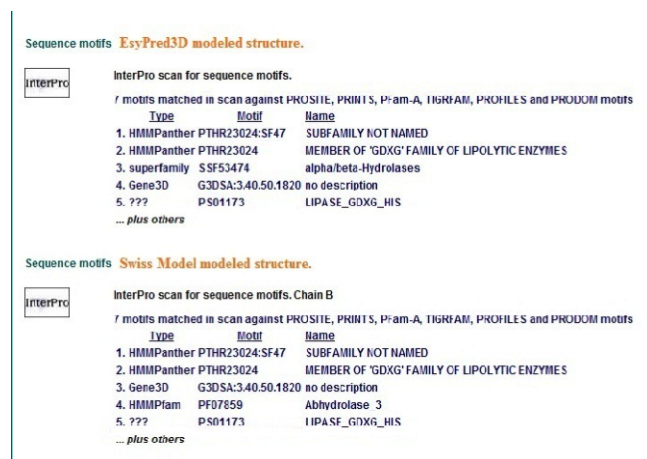 Sequence motifs EsyPred3D modeled structure.
InterPro
InterPro scan for sequence motifs.
7 motifs matched in scan against PROSITE, PRINTS, PFam-A, TIGRFAM, PROFILES and PRODOM motifs
Type Motif Name
1. HMMPanther PTHR23024:SF47 SUBFAMILY NOT NAMED
2. HMMPanther PTHR23024 MEMBER OF 'GDXG' FAMILY OF LIPOLYTIC ENZYMES
3. superfamily SSF53474 alpha/beta-Hydrolases
4. Gene3D G3DSA:3.40.50.1820 no description
5. ??? PS01173 LIPASE_GDXG_HIS
... plus others
Sequence motifs Swiss Model modeled structure.
InterPro
InterPro scan for sequence motifs. Chain B
7 motifs matched in scan against PROSITE, PRINTS, PFam-A, TIGRFAM, PROFILES and PRODOM motifs
Type Motif Name
1. HMMPanther PTHR23024:SF47 SUBFAMILY NOT NAMED
2. HMMPanther PTHR23024 MEMBER OF 'GDXG' FAMILY OF LIPOLYTIC ENZYMES
3. Gene3D G3DSA:3.40.50.1820 no description
4. HMMPfam PF07859 Abhydrolase_3
5. ??? PS01173 LIPASE_GDXG_HIS
... plus others